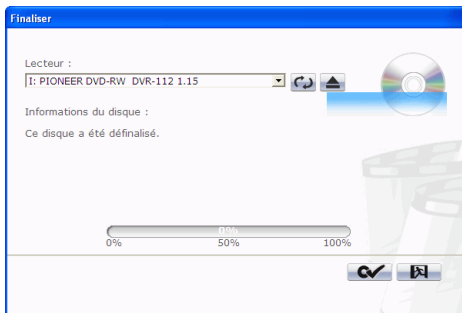 Finaliser
Lecteur :
I: PIONEER DVD-RW DVR-112 1.15
Informations du disque :
Ce disque a été définalisé.
0%
0% 50% 100%